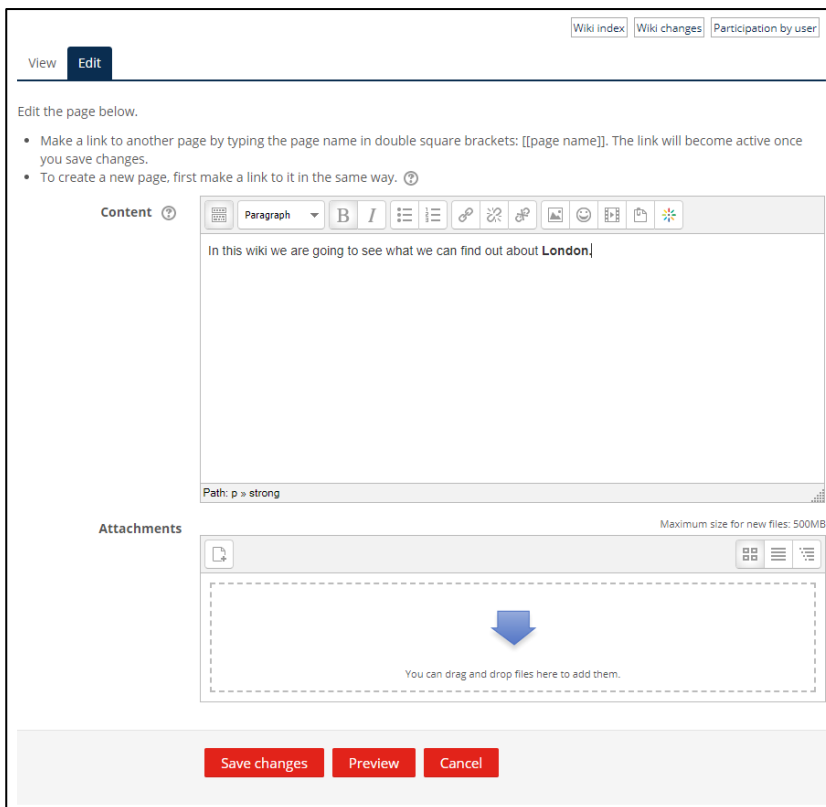 Wiki index Wiki changes Participation by user
View Edit
Edit the page below.
Make a link to another page by typing the page name in double square brackets: [[page name]]. The link will become active once
you save changes.
To create a new page, first make a link to it in the same way.
Content Paragraph B I
In this wiki we are going to see what we can find out about London.
Path: p » strong
Attachments
Maximum size for new files: 500MB
You can drag and drop files here to add them.
Save changes Preview Cancel